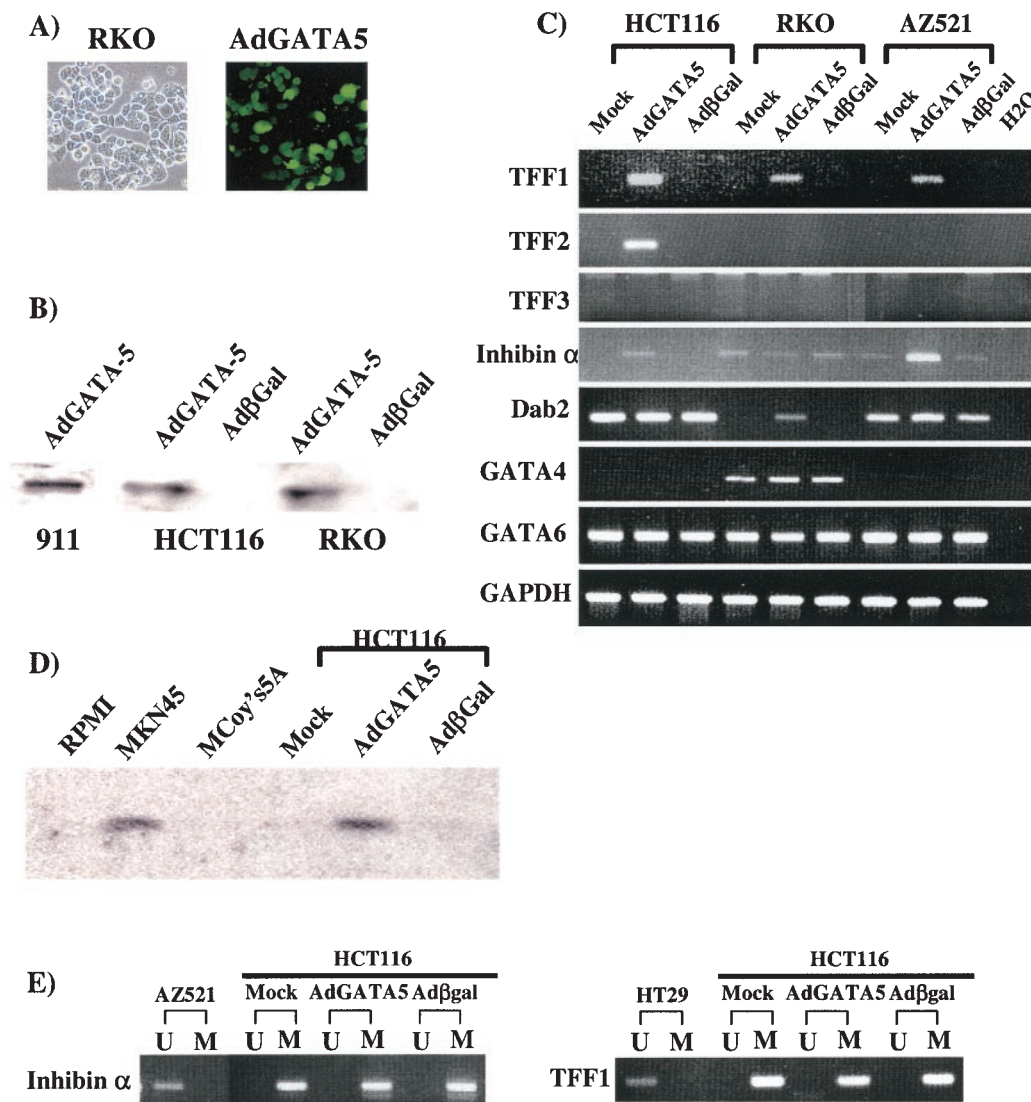 A)
RKO
AdGATA5
B)
AdGATA-5
AdGATA-5
AdβGal
AdGATA-5
AdβGal
911
HCT116
RKO
C)
HCT116
RKO
AZ521
Mock
AdGATA5
AdβGal
Mock
AdGATA5
AdβGal
Mock
AdGATA5
AdβGal
H2O
TFF1
TFF2
TFF3
Inhibin α
Dab2
GATA4
GATA6
GAPDH
D)
HCT116
RPMI
MKN45
MCoy's5A
Mock
AdGATA5
AdβGal
E)
HCT116
AZ521
Mock
AdGATA5
Adβgal
U M U M U M U M
Inhibin α
HCT116
HT29
Mock
AdGATA5
Adβgal
U M U M U M U M
TFF1